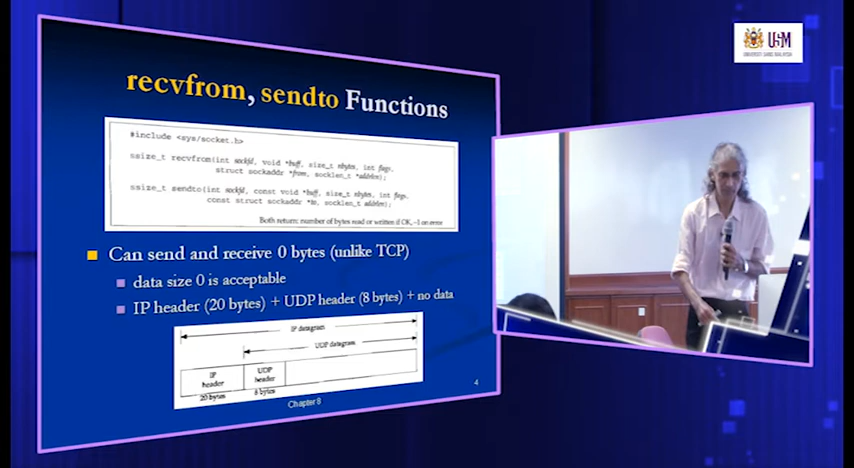 recvfrom, sendto Functions
#include <sys/socket.h>
ssize_t recvfrom(int sockfd, void *buff, size_t nbytes, int flags,
struct sockaddr *from, socklen_t *addrlen);
ssize_t sendto(int sockfd, const void *buff, size_t nbytes, int flags,
const struct sockaddr *to, socklen_t addrlen);
Both return: number of bytes read or written if OK, –1 on error
Can send and receive 0 bytes (unlike TCP)
data size 0 is acceptable
IP header (20 bytes) + UDP header (8 bytes) + no data
IP datagram
UDP datagram
IP
header
UDP
header
20 bytes
8 bytes
Chapter 8
4
USM
UNIVERSITI SAINS MALAYSIA